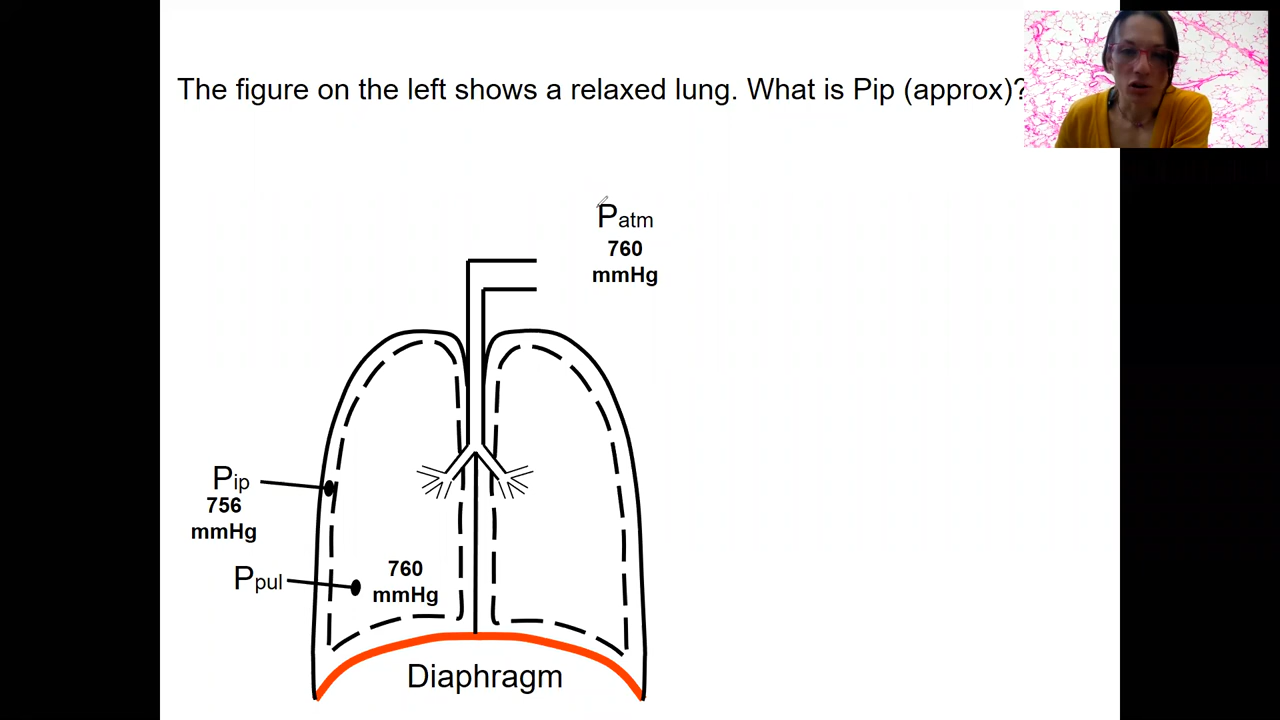 The figure on the left shows a relaxed lung. What is Pip (approx)?
Patm
760
mmHg
Pip
756
mmHg
Ppul
760
mmHg
Diaphragm